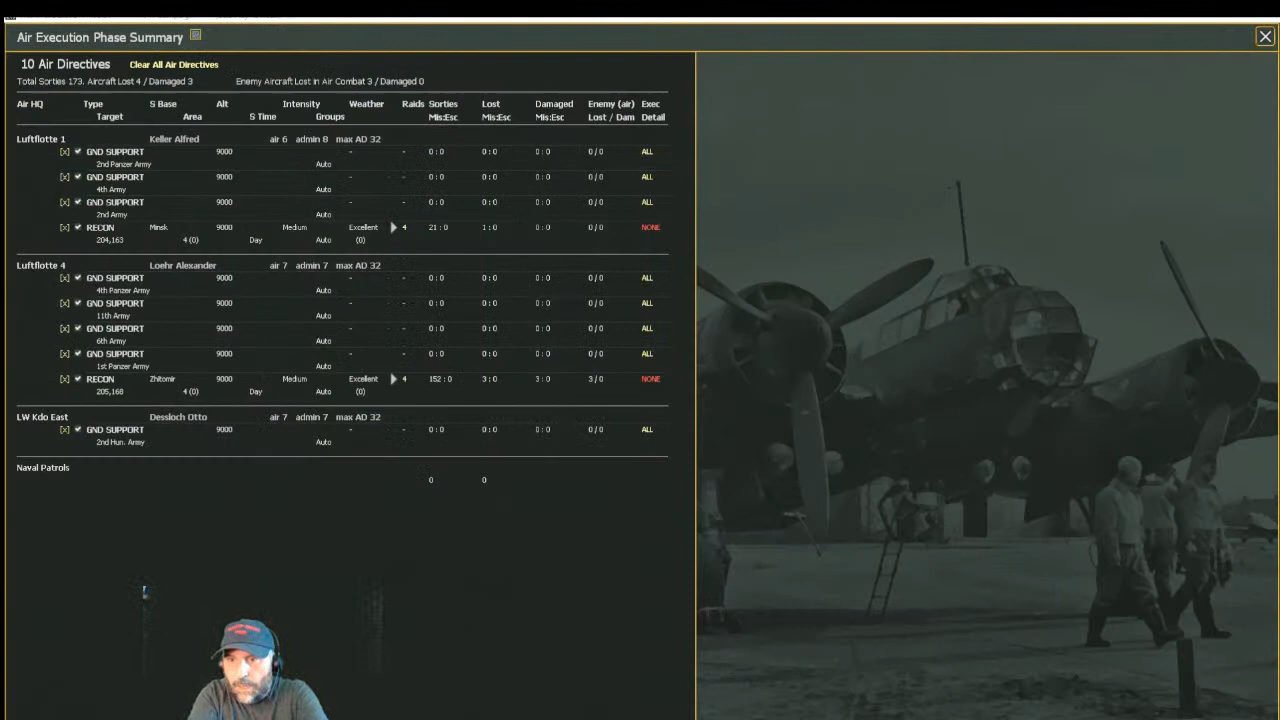 Air Execution Phase Summary
10 Air Directives Clear All Air Directives
Total Sorties 173. Aircraft Lost 4 / Damaged 3 Enemy Aircraft Lost in Air Combat 3 / Damaged 0
Air HQ Type S Base Alt Intensity Weather Raids Sorties Lost Damaged Enemy (air) Exec
Target Area S Time Groups Mis:Esc Mis:Esc Mis:Esc Lost / Dam Detail
Luftflotte 1 Keller Alfred air 6 admin 8 max AD 32
[x] GND SUPPORT 9000 - - 0 : 0 0 : 0 0 : 0 0 / 0 ALL
2nd Panzer Army Auto
[x] GND SUPPORT 9000 - - 0 : 0 0 : 0 0 : 0 0 / 0 ALL
4th Army Auto
[x] GND SUPPORT 9000 - - 0 : 0 0 : 0 0 : 0 0 / 0 ALL
2nd Army Auto
[x] RECON Minsk 9000 Medium Excellent 4 21 : 0 1 : 0 0 : 0 0 / 0 NONE
204,163 4 (0) Day Auto (0)
Luftflotte 4 Loehr Alexander air 7 admin 7 max AD 32
[x] GND SUPPORT 9000 - - 0 : 0 0 : 0 0 : 0 0 / 0 ALL
4th Panzer Army Auto
[x] GND SUPPORT 9000 - - 0 : 0 0 : 0 0 : 0 0 / 0 ALL
11th Army Auto
[x] GND SUPPORT 9000 - - 0 : 0 0 : 0 0 : 0 0 / 0 ALL
6th Army Auto
[x] GND SUPPORT 9000 - - 0 : 0 0 : 0 0 : 0 0 / 0 ALL
1st Panzer Army Auto
[x] RECON Zhitomir 9000 Medium Excellent 4 152 : 0 3 : 0 3 : 0 3 / 0 NONE
205,168 4 (0) Day Auto (0)
LW Kdo East Dessloch Otto air 7 admin 7 max AD 32
[x] GND SUPPORT 9000 - - 0 : 0 0 : 0 0 : 0 0 / 0 ALL
2nd Hun. Army Auto
Naval Patrols
0 0